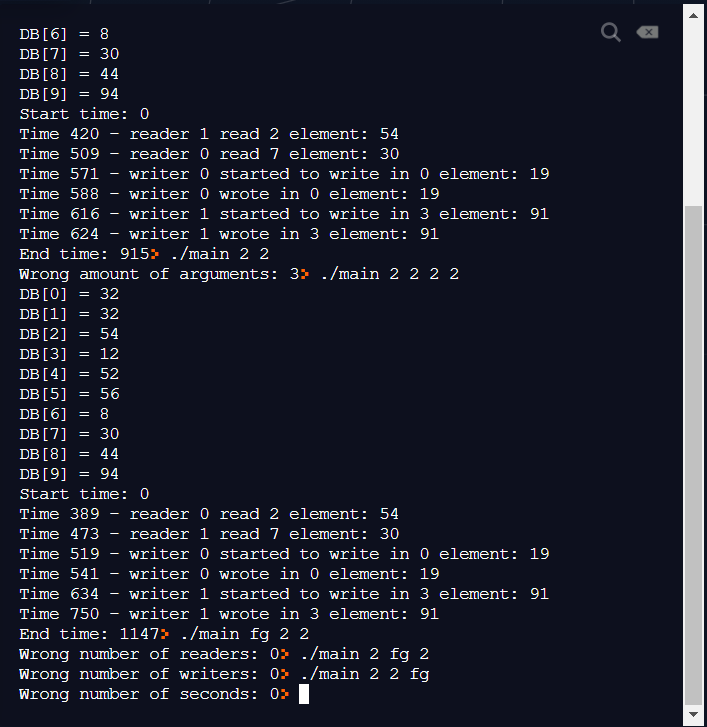 DB[6] = 8
DB[7] = 30
DB[8] = 44
DB[9] = 94
Start time: 0
Time 420 - reader 1 read 2 element: 54
Time 509 - reader 0 read 7 element: 30
Time 571 - writer 0 started to write in 0 element: 19
Time 588 - writer 0 wrote in 0 element: 19
Time 616 - writer 1 started to write in 3 element: 91
Time 624 - writer 1 wrote in 3 element: 91
End time: 915> ./main 2 2
Wrong amount of arguments: 3> ./main 2 2 2 2
DB[0] = 32
DB[1] = 32
DB[2] = 54
DB[3] = 12
DB[4] = 52
DB[5] = 56
DB[6] = 8
DB[7] = 30
DB[8] = 44
DB[9] = 94
Start time: 0
Time 389 - reader 0 read 2 element: 54
Time 473 - reader 1 read 7 element: 30
Time 519 - writer 0 started to write in 0 element: 19
Time 541 - writer 0 wrote in 0 element: 19
Time 634 - writer 1 started to write in 3 element: 91
Time 750 - writer 1 wrote in 3 element: 91
End time: 1147> ./main fg 2 2
Wrong number of readers: 0> ./main 2 fg 2
Wrong number of writers: 0> ./main 2 2 fg
Wrong number of seconds: 0>